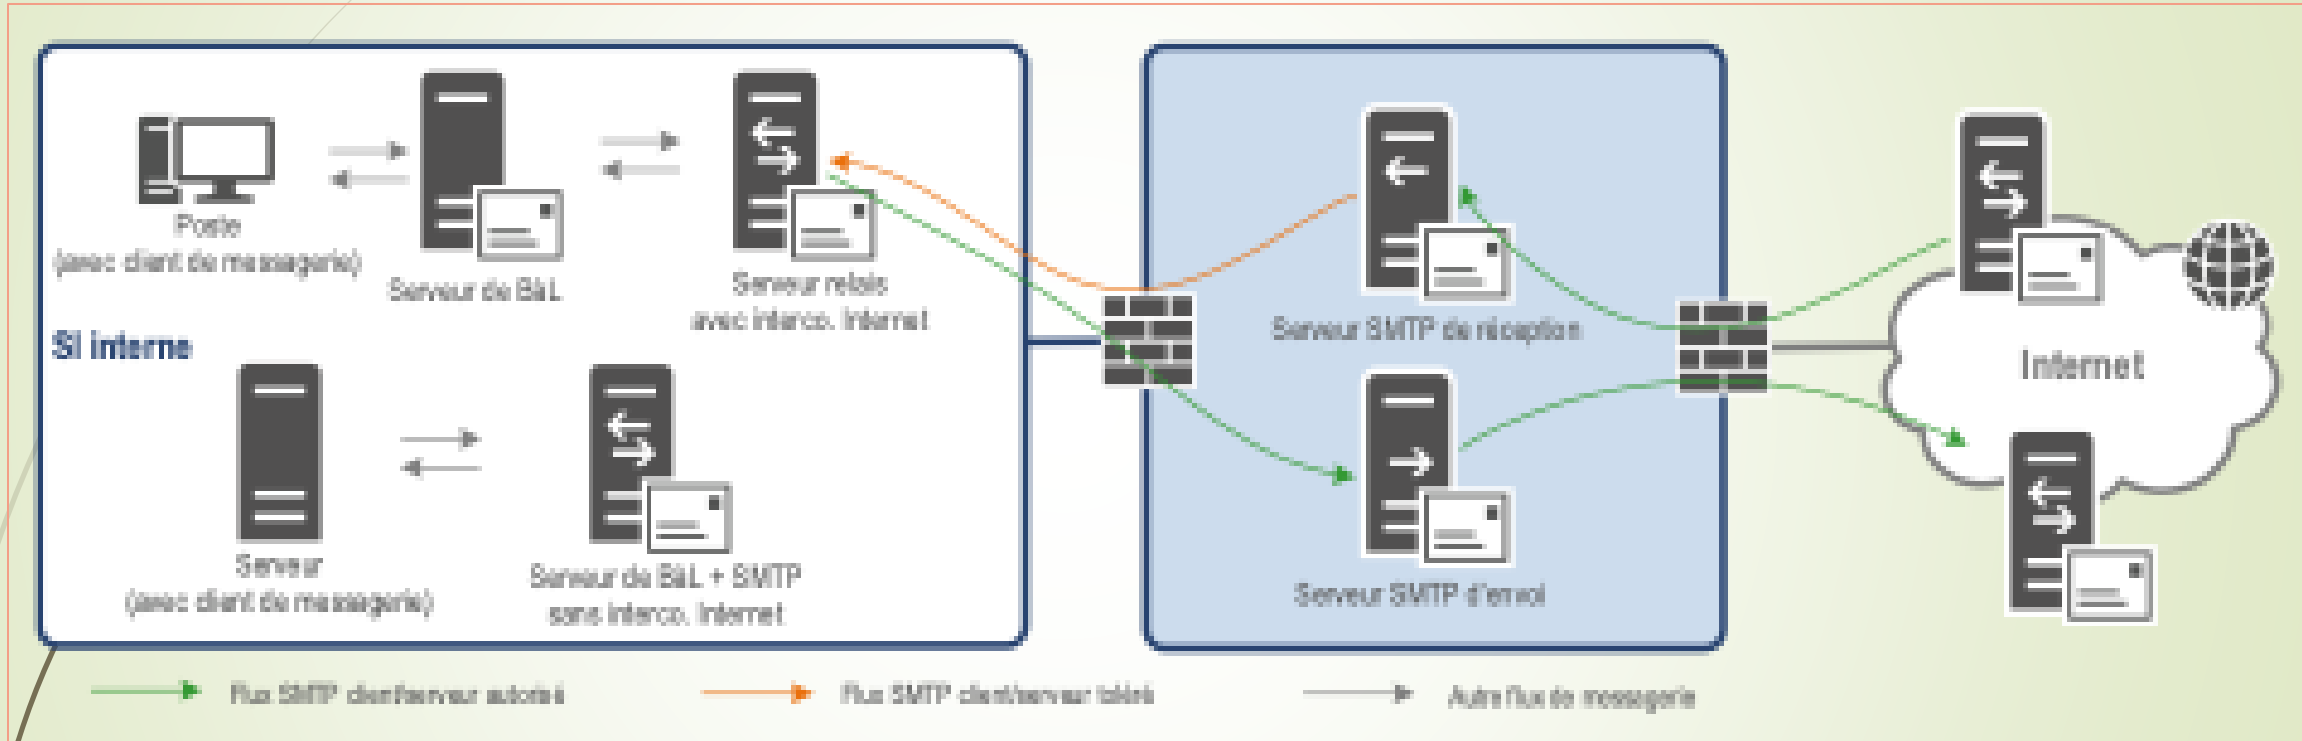 Poste
(avec client de messagerie)
Serveur de BàL
Serveur relais
avec interco. Internet
SI interne
Serveur
(avec client de messagerie)
Serveur de BàL + SMTP
sans interco. Internet
Serveur SMTP de réception
Serveur SMTP d'envoi
Internet
Flux SMTP client/serveur autorisé
Flux SMTP client/serveur toléré
Autre flux de messagerie